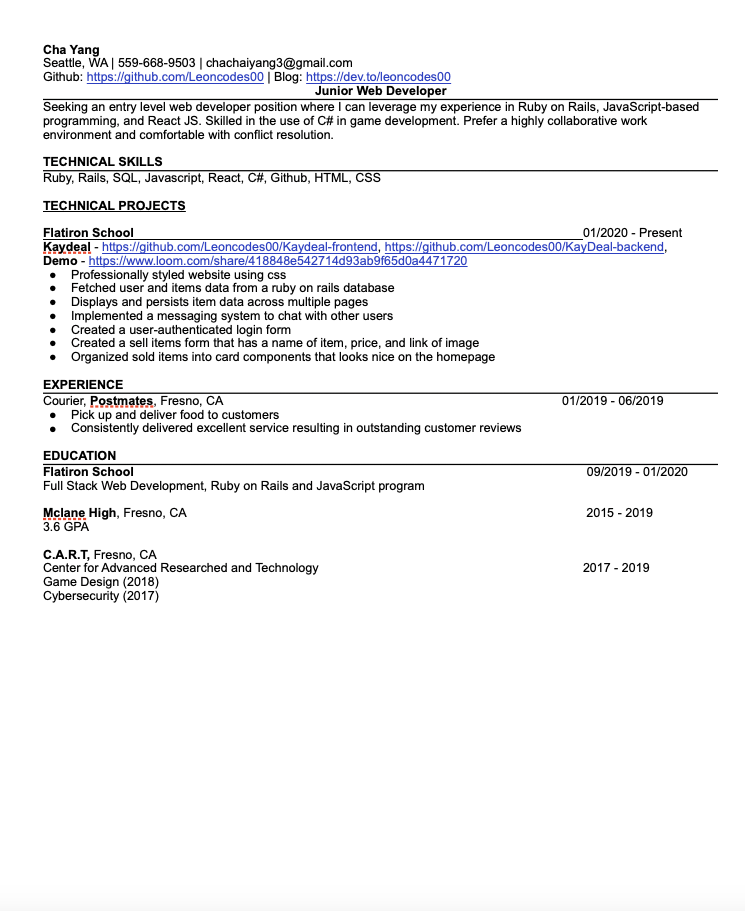 Cha Yang
Seattle, WA | 559-668-9503 | chachaiyang3@gmail.com
Github: https://github.com/Leoncodes00 | Blog: https://dev.to/leoncodes00
Junior Web Developer
Seeking an entry level web developer position where I can leverage my experience in Ruby on Rails, JavaScript-based
programming, and React JS. Skilled in the use of C# in game development. Prefer a highly collaborative work
environment and comfortable with conflict resolution.
TECHNICAL SKILLS
Ruby, Rails, SQL, Javascript, React, C#, Github, HTML, CSS
TECHNICAL PROJECTS
Flatiron School 01/2020 - Present
Kaydeal - https://github.com/Leoncodes00/Kaydeal-frontend, https://github.com/Leoncodes00/KayDeal-backend,
Demo - https://www.loom.com/share/418848e542714d93ab9f65d0a4471720
● Professionally styled website using css
● Fetched user and items data from a ruby on rails database
● Displays and persists item data across multiple pages
● Implemented a messaging system to chat with other users
● Created a user-authenticated login form
● Created a sell items form that has a name of item, price, and link of image
● Organized sold items into card components that looks nice on the homepage
EXPERIENCE
Courier, Postmates, Fresno, CA 01/2019 - 06/2019
● Pick up and deliver food to customers
● Consistently delivered excellent service resulting in outstanding customer reviews
EDUCATION
Flatiron School 09/2019 - 01/2020
Full Stack Web Development, Ruby on Rails and JavaScript program
Mclane High, Fresno, CA 2015 - 2019
3.6 GPA
C.A.R.T, Fresno, CA
Center for Advanced Researched and Technology 2017 - 2019
Game Design (2018)
Cybersecurity (2017)